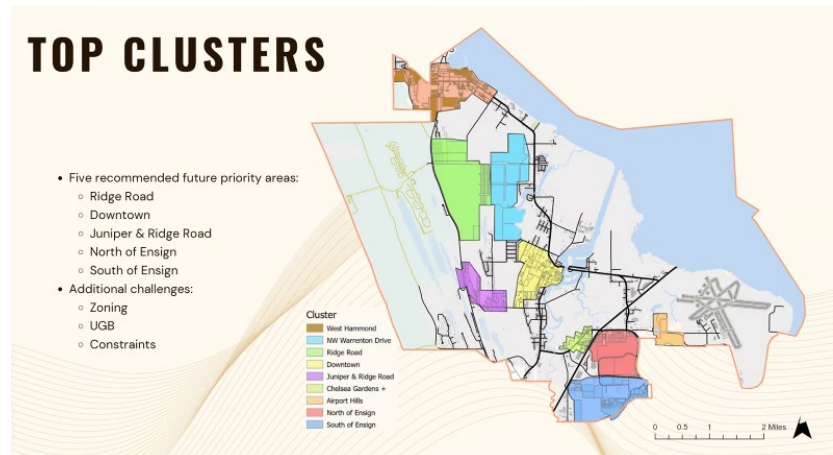 TOP CLUSTERS
• Five recommended future priority areas:
◦ Ridge Road
◦ Downtown
◦ Juniper & Ridge Road
◦ North of Ensign
◦ South of Ensign
• Additional challenges:
◦ Zoning
◦ UGB
◦ Constraints
Cluster
West Hammond
NW Warrenton Drive
Ridge Road
Downtown
Juniper & Ridge Road
Chelsea Gardens +
Airport Hills
North of Ensign
South of Ensign
0 0.5 1 2 Miles